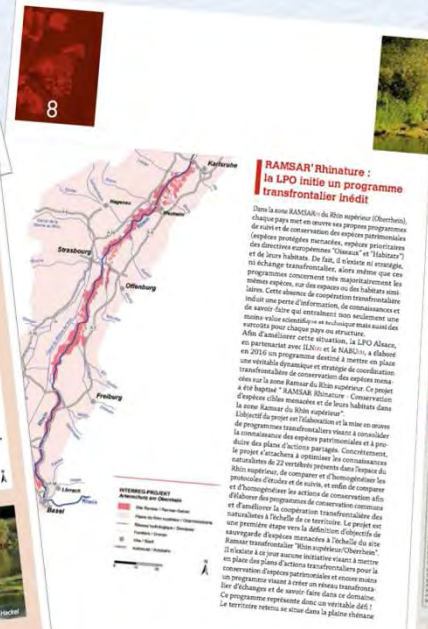 8
Karlsruhe
Hagenau
Strasbourg
Offenburg
Freiburg
Lörrach
Basel
INTERREG-PROJEKT
N
RAMSAR'Rhinature :
la LPO initie un programme
transfrontalier inédit
Dans la zone RAMSAR du Rhin supérieur (Oberrhein),
chaque pays met en œuvre ses propres programmes
de suivi et de conservation des espèces patrimoniales
(espèces protégées menacées, espèces prioritaires
des directives européennes "Oiseaux" et "Habitats")
et de leurs habitats. De fait, il n'existe ni stratégie,
ni échange transfrontalier, alors même que ces
programmes concernent très majoritairement les
mêmes espèces, sur des espaces ou des habitats simi-
laires. Cette absence de coopération transfrontalière
induit une perte d'information, de connaissances et
de savoir faire qui entraînent non seulement une
moins-value scientifique et technique mais aussi des
surcoûts pour chaque pays ou structure.
Afin d'améliorer cette situation, la LPO Alsace,
en partenariat avec ILN et le NABU, a élaboré
en 2016 un programme destiné à mettre en place
une véritable dynamique et stratégie de coordination
transfrontalière de conservation des espèces mena-
cées sur la zone Ramsar du Rhin supérieur. Ce projet
a été baptisé " RAMSAR Rhinature - Conservation
d'espèces cibles menacées et de leurs habitats dans
la zone Ramsar du Rhin supérieur".
L'objectif du projet est l'élaboration et la mise en œuvre
de programmes transfrontaliers visant à consolider
la connaissance des espèces patrimoniales et à pro-
duire des plans d'actions partagés. Concrètement,
le projet s'attachera à optimiser les connaissances
naturalistes de 22 vertébrés présents dans l'espace du
Rhin supérieur, de comparer et d'homogénéiser les
protocoles d'études et de suivis, et enfin de comparer
et d'homogénéiser les actions de conservation afin
d'élaborer des programmes de conservation communs
et d'améliorer la coopération transfrontalière des
naturalistes à l'échelle de ce territoire. Le projet est
une première étape vers la définition d'objectifs de
sauvegarde d'espèces menacées à l'échelle du site
Ramsar transfrontalier "Rhin supérieur/Oberrhein".
Il n'existe à ce jour aucune initiative visant à mettre
en place des plans d'actions transfrontaliers pour la
conservation d'espèces patrimoniales et encore moins
un programme visant à créer un réseau transfronta-
lier d'échanges et de savoir-faire dans ce domaine.
Ce programme représente donc un véritable défi !
Le territoire retenu se situe dans la plaine rhénane
Hackel